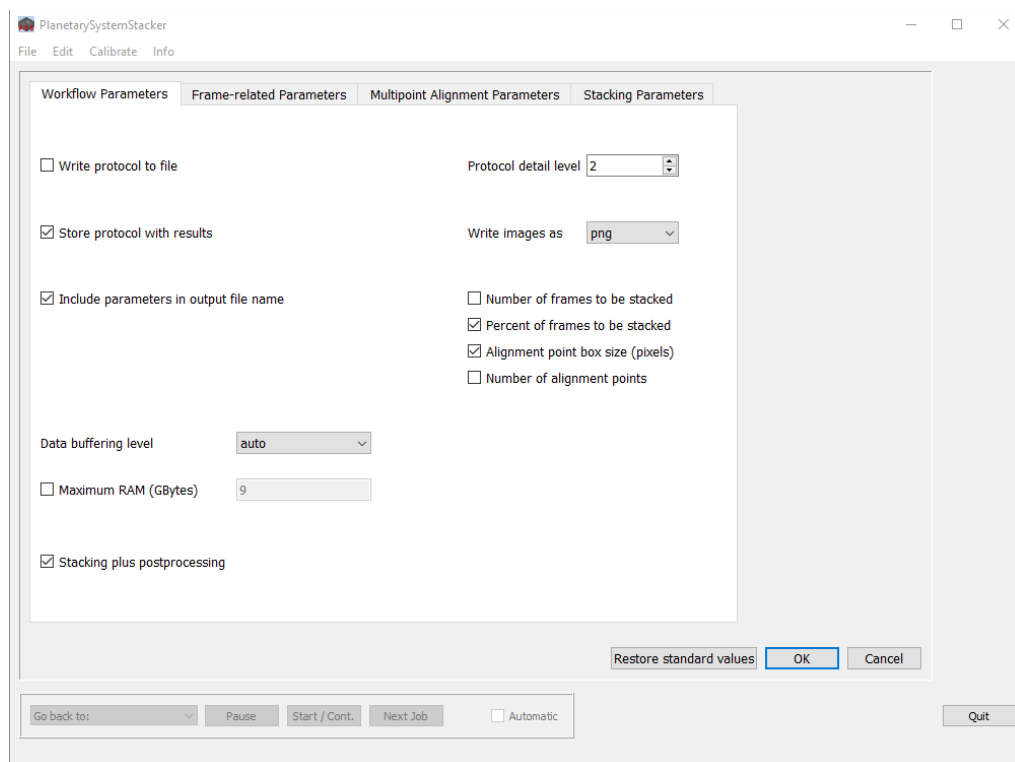 PlanetarySystemStacker
File Edit Calibrate Info
Workflow Parameters Frame-related Parameters Multipoint Alignment Parameters Stacking Parameters
Write protocol to file Protocol detail level 2
Store protocol with results Write images as png
Include parameters in output file name Number of frames to be stacked
Percent of frames to be stacked
Alignment point box size (pixels)
Number of alignment points
Data buffering level auto
Maximum RAM (GBytes) 9
Stacking plus postprocessing
Restore standard values OK Cancel
Go back to: Pause Start / Cont. Next Job Automatic Quit